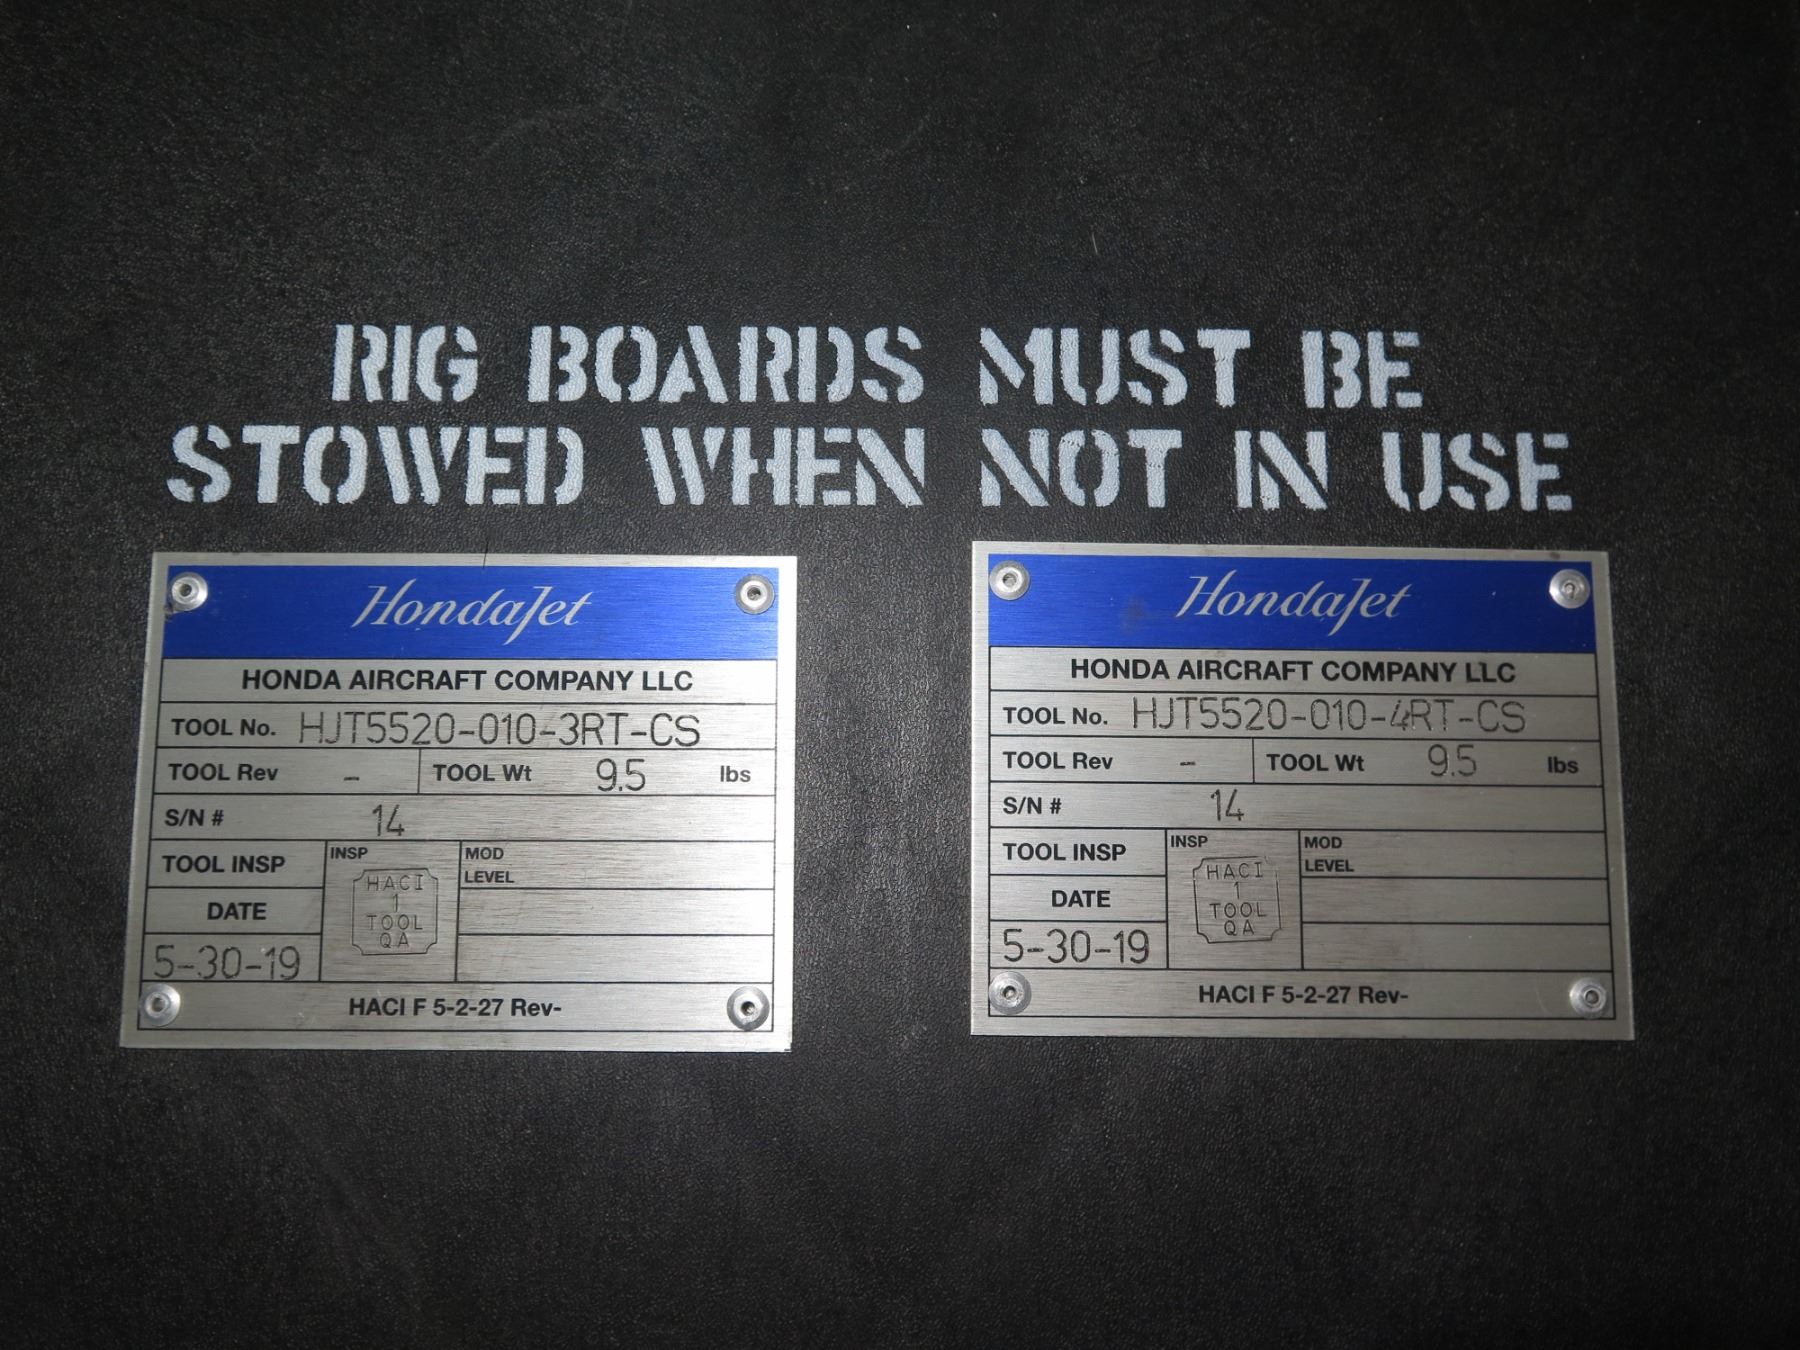 RIG BOARDS MUST BE
STOWED WHEN NOT IN USE
HondaJet
HONDA AIRCRAFT COMPANY LLC
TOOL No. HJT5520-010-3RT-CS
TOOL Rev - TOOL Wt 9.5 lbs
S/N # 14
TOOL INSP
DATE
5-30-19
INSP
HACI
1
TOOL
QA
MOD
LEVEL
HACI F 5-2-27 Rev-
HondaJet
HONDA AIRCRAFT COMPANY LLC
TOOL No. HJT5520-010-4RT-CS
TOOL Rev - TOOL Wt 9.5 lbs
S/N # 14
TOOL INSP
DATE
5-30-19
INSP
HACI
1
TOOL
QA
MOD
LEVEL
HACI F 5-2-27 Rev-